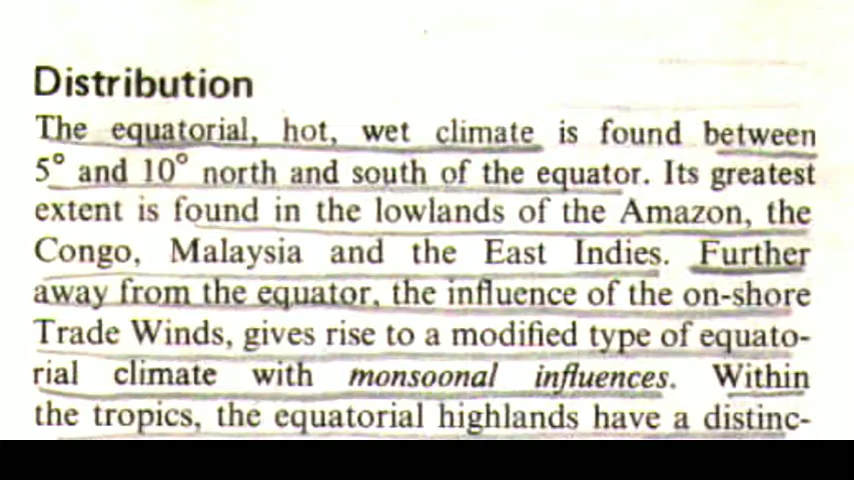 Distribution
The equatorial, hot, wet climate is found between
5° and 10° north and south of the equator. Its greatest
extent is found in the lowlands of the Amazon, the
Congo, Malaysia and the East Indies. Further
away from the equator, the influence of the on-shore
Trade Winds, gives rise to a modified type of equato-
rial climate with monsoonal influences. Within
the tropics, the equatorial highlands have a distinc-